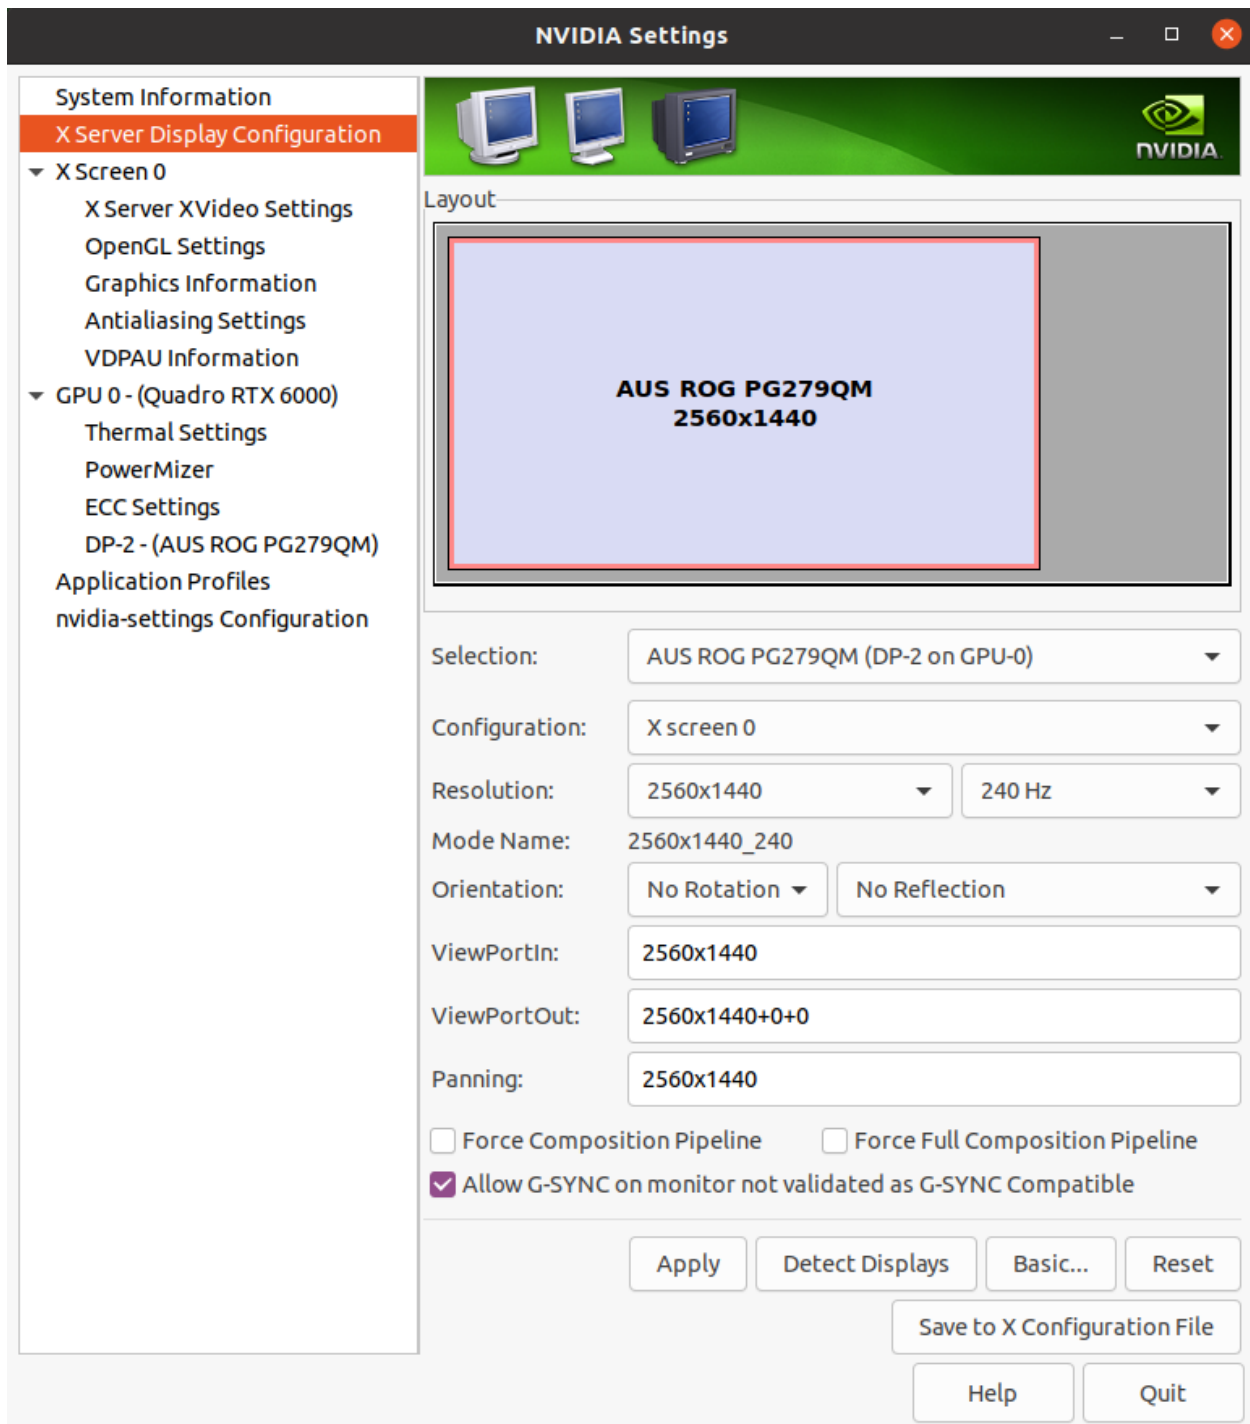 NVIDIA Settings
System Information
X Server Display Configuration
X Screen 0
X Server XVideo Settings
OpenGL Settings
Graphics Information
Antialiasing Settings
VDPAU Information
GPU 0 - (Quadro RTX 6000)
Thermal Settings
PowerMizer
ECC Settings
DP-2 - (AUS ROG PG279QM)
Application Profiles
nvidia-settings Configuration
NVIDIA.
Layout
AUS ROG PG279QM
2560x1440
Selection: AUS ROG PG279QM (DP-2 on GPU-0)
Configuration: X screen 0
Resolution: 2560x1440 240 Hz
Mode Name: 2560x1440_240
Orientation: No Rotation No Reflection
ViewPortIn: 2560x1440
ViewPortOut: 2560x1440+0+0
Panning: 2560x1440
Force Composition Pipeline Force Full Composition Pipeline
Allow G-SYNC on monitor not validated as G-SYNC Compatible
Apply Detect Displays Basic... Reset
Save to X Configuration File
Help Quit